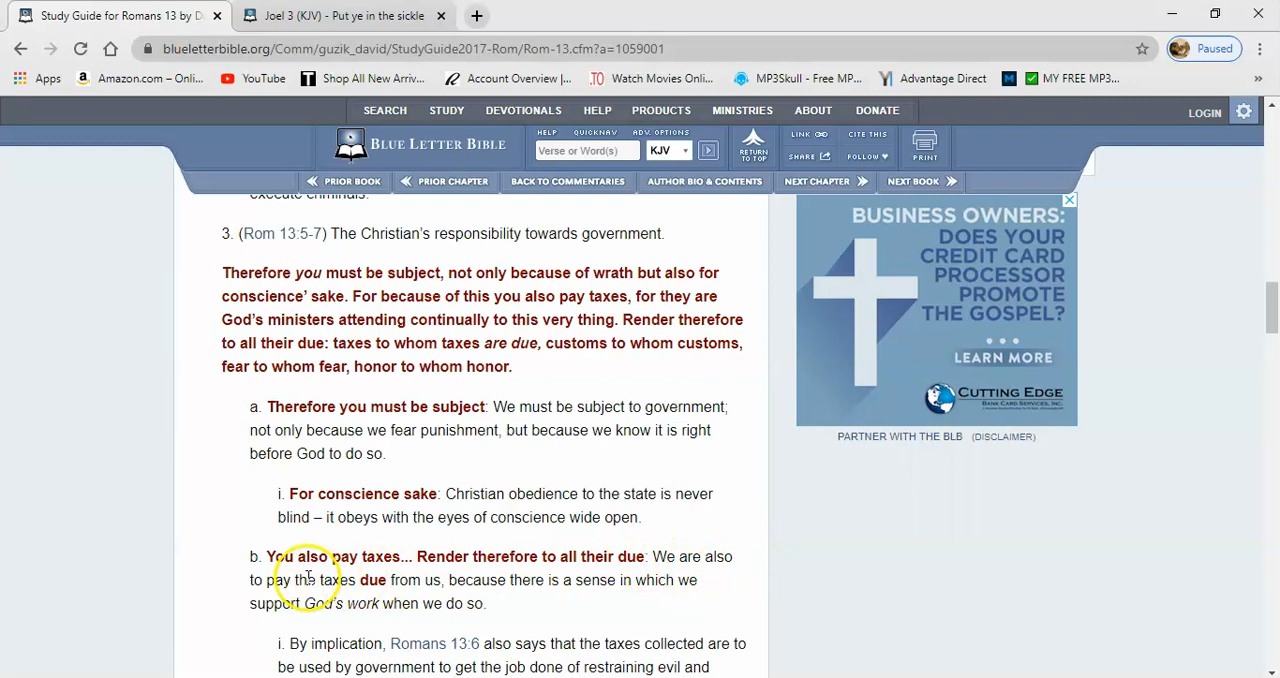 Study Guide for Romans 13 by D
Joel 3 (KJV) - Put ye in the sickle
blueletterbible.org/Comm/guzik_david/StudyGuide2017-Rom/Rom-13.cfm?a=1059001
Paused
Apps
Amazon.com – Onli...
YouTube
Shop All New Arriv...
Account Overview |...
Watch Movies Onlin...
MP3Skull - Free MP...
Advantage Direct
MY FREE MP3...
»
SEARCH STUDY DEVOTIONALS HELP PRODUCTS MINISTRIES ABOUT DONATE
LOGIN
BLUE LETTER BIBLE
HELP QUICKNAV ADV. OPTIONS
Verse or Word(s)
KJV
RETURN
TO TOP
LINK
CITE THIS
SHARE
FOLLOW
PRINT
PRIOR BOOK
PRIOR CHAPTER
BACK TO COMMENTARIES
AUTHOR BIO & CONTENTS
NEXT CHAPTER
NEXT BOOK
execute criminals.
3. (Rom 13:5-7) The Christian's responsibility towards government.
Therefore you must be subject, not only because of wrath but also for
conscience' sake. For because of this you also pay taxes, for they are
God's ministers attending continually to this very thing. Render therefore
to all their due: taxes to whom taxes are due, customs to whom customs,
fear to whom fear, honor to whom honor.
a. Therefore you must be subject: We must be subject to government;
not only because we fear punishment, but because we know it is right
before God to do so.
i. For conscience sake: Christian obedience to the state is never
blind – it obeys with the eyes of conscience wide open.
b. You also pay taxes... Render therefore to all their due: We are also
to pay the taxes due from us, because there is a sense in which we
support God's work when we do so.
i. By implication, Romans 13:6 also says that the taxes collected are to
be used by government to get the job done of restraining evil and
BUSINESS OWNERS:
DOES YOUR
CREDIT CARD
PROCESSOR
PROMOTE
THE GOSPEL?
LEARN MORE
CUTTING EDGE
BANK CARD SERVICES, INC.
PARTNER WITH THE BLB (DISCLAIMER)